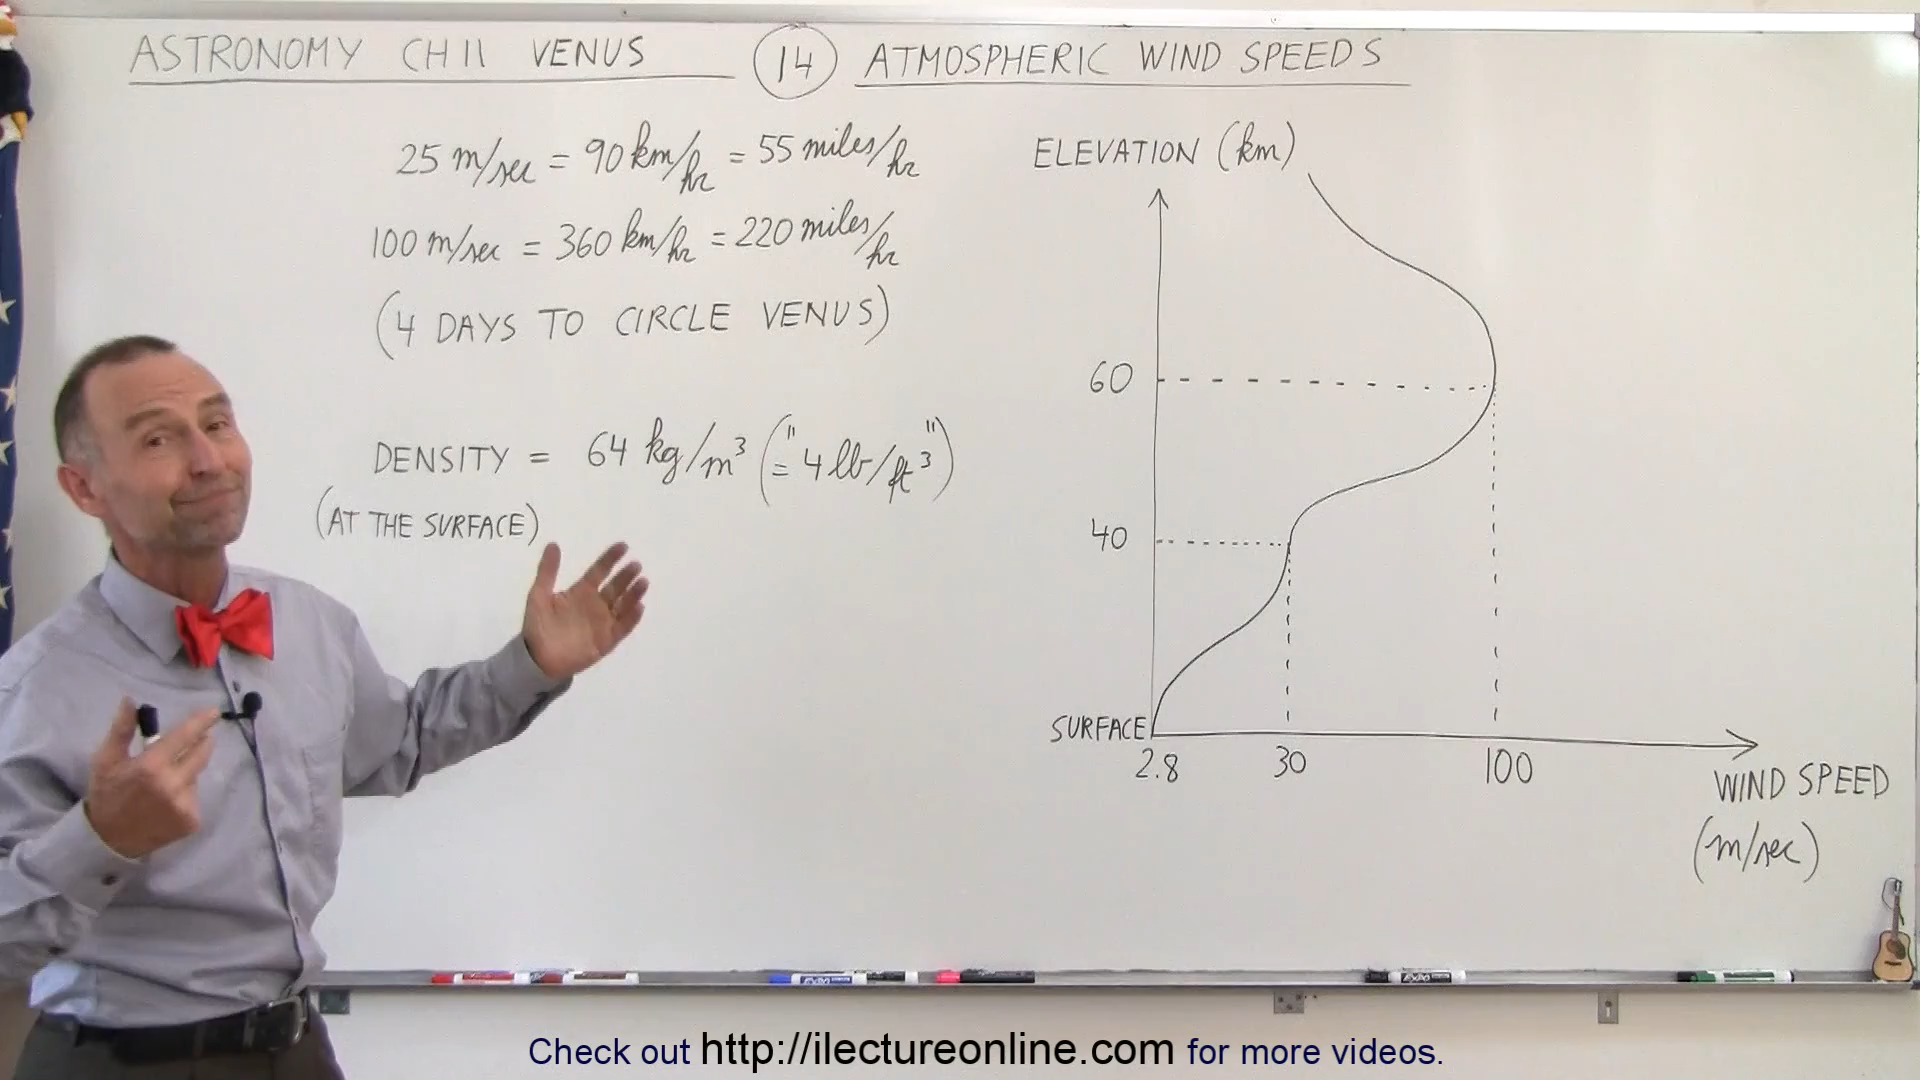 ASTRONOMY CH 11 VENUS 14 ATMOSPHERIC WIND SPEEDS
25 m/sec = 90 km/hr = 55 miles/hr
100 m/sec = 360 km/hr = 220 miles/hr
(4 DAYS TO CIRCLE VENUS)
DENSITY = 64 kg/m³ (= "4 lb/ft³")
(AT THE SURFACE)
ELEVATION (km)
60
40
SURFACE
2.8 30 100
WIND SPEED
(m/sec)
Check out http://ilectureonline.com for more videos.